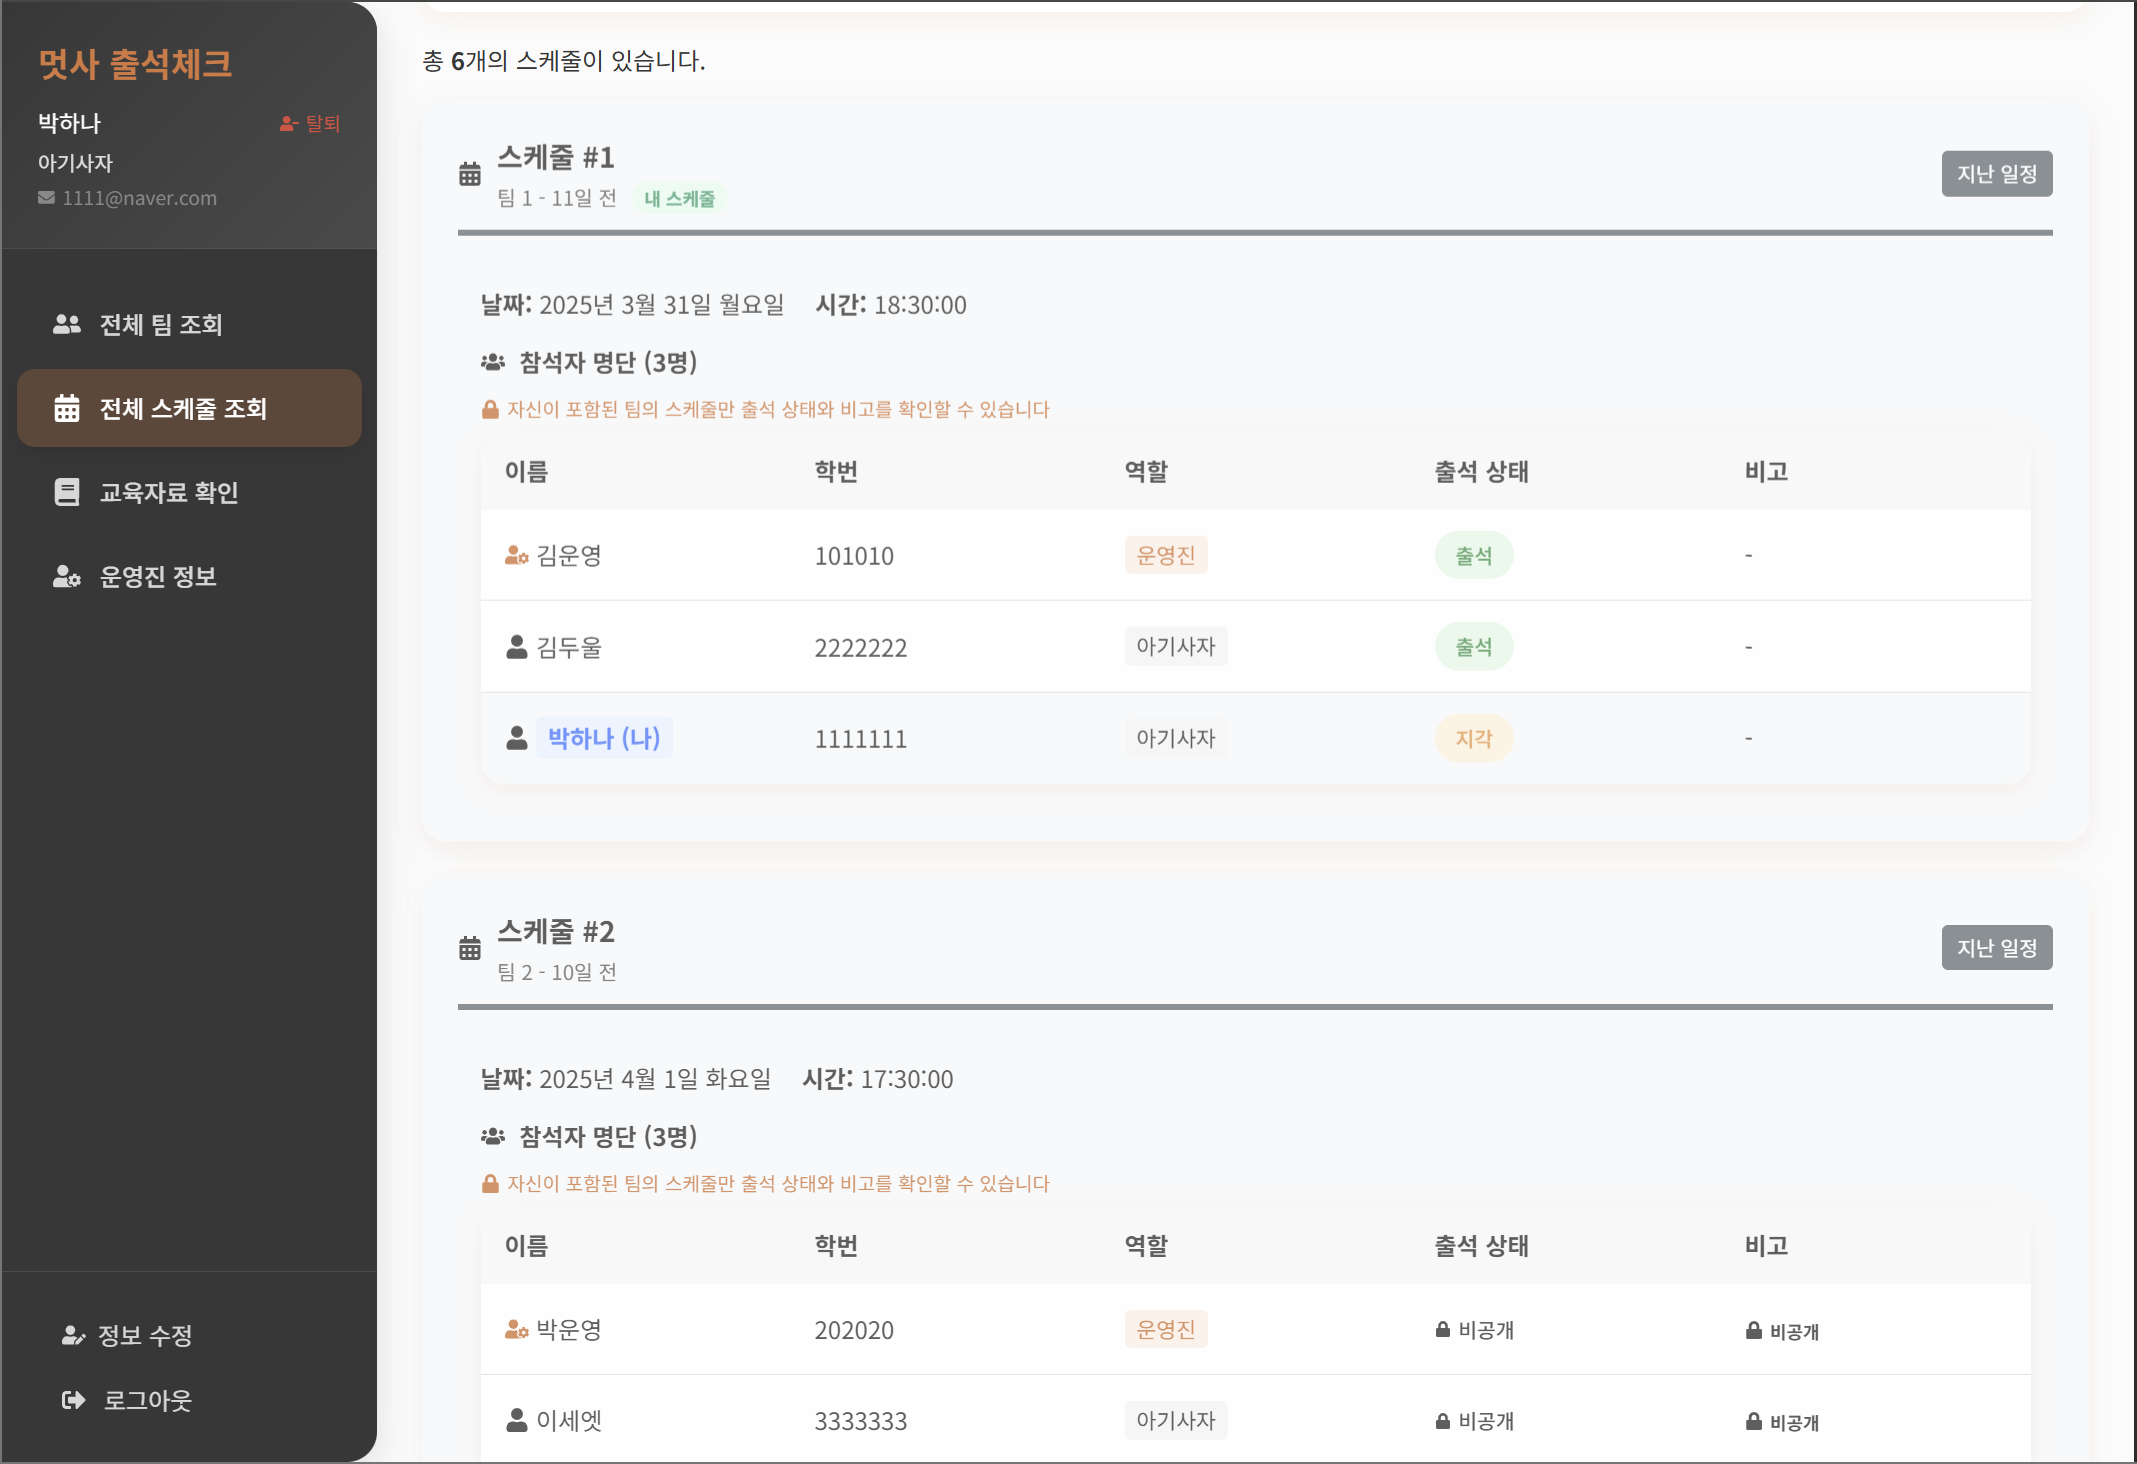 멋사 출석체크
박하나
탈퇴
아기사자
1111@naver.com
전체 팀 조회
전체 스케줄 조회
교육자료 확인
운영진 정보
정보 수정
로그아웃
총 6개의 스케줄이 있습니다.
스케줄 #1
팀 1 - 11일 전 내 스케줄
지난 일정
날짜: 2025년 3월 31일 월요일 시간: 18:30:00
참석자 명단 (3명)
자신이 포함된 팀의 스케줄만 출석 상태와 비고를 확인할 수 있습니다
이름 학번 역할 출석 상태 비고
김운영 101010 운영진 출석 -
김두울 2222222 아기사자 출석 -
박하나 (나) 1111111 아기사자 지각 -
스케줄 #2
팀 2 - 10일 전
지난 일정
날짜: 2025년 4월 1일 화요일 시간: 17:30:00
참석자 명단 (3명)
자신이 포함된 팀의 스케줄만 출석 상태와 비고를 확인할 수 있습니다
이름 학번 역할 출석 상태 비고
박운영 202020 운영진 비공개 비공개
이세엣 3333333 아기사자 비공개 비공개